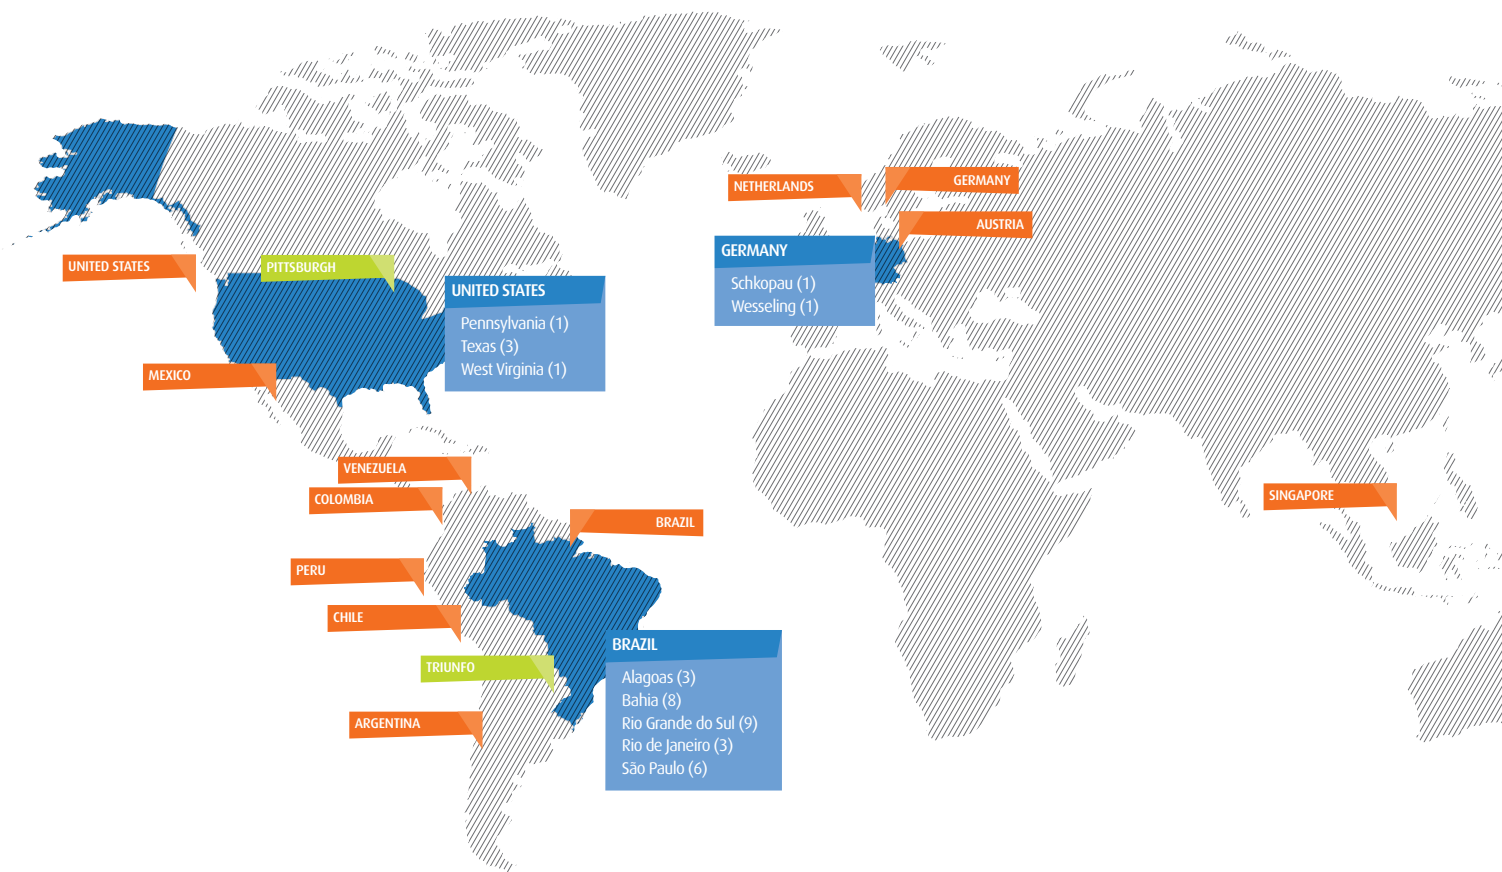 NETHERLANDS
GERMANY
AUSTRIA
GERMANY
Schkopau (1)
Wesseling (1)
UNITED STATES
PITTSBURGH
UNITED STATES
Pennsylvania (1)
Texas (3)
West Virginia (1)
MEXICO
VENEZUELA
COLOMBIA
SINGAPORE
BRAZIL
PERU
CHILE
BRAZIL
Alagoas (3)
Bahia (8)
Rio Grande do Sul (9)
Rio de Janeiro (3)
São Paulo (6)
TRIUNFO
ARGENTINA